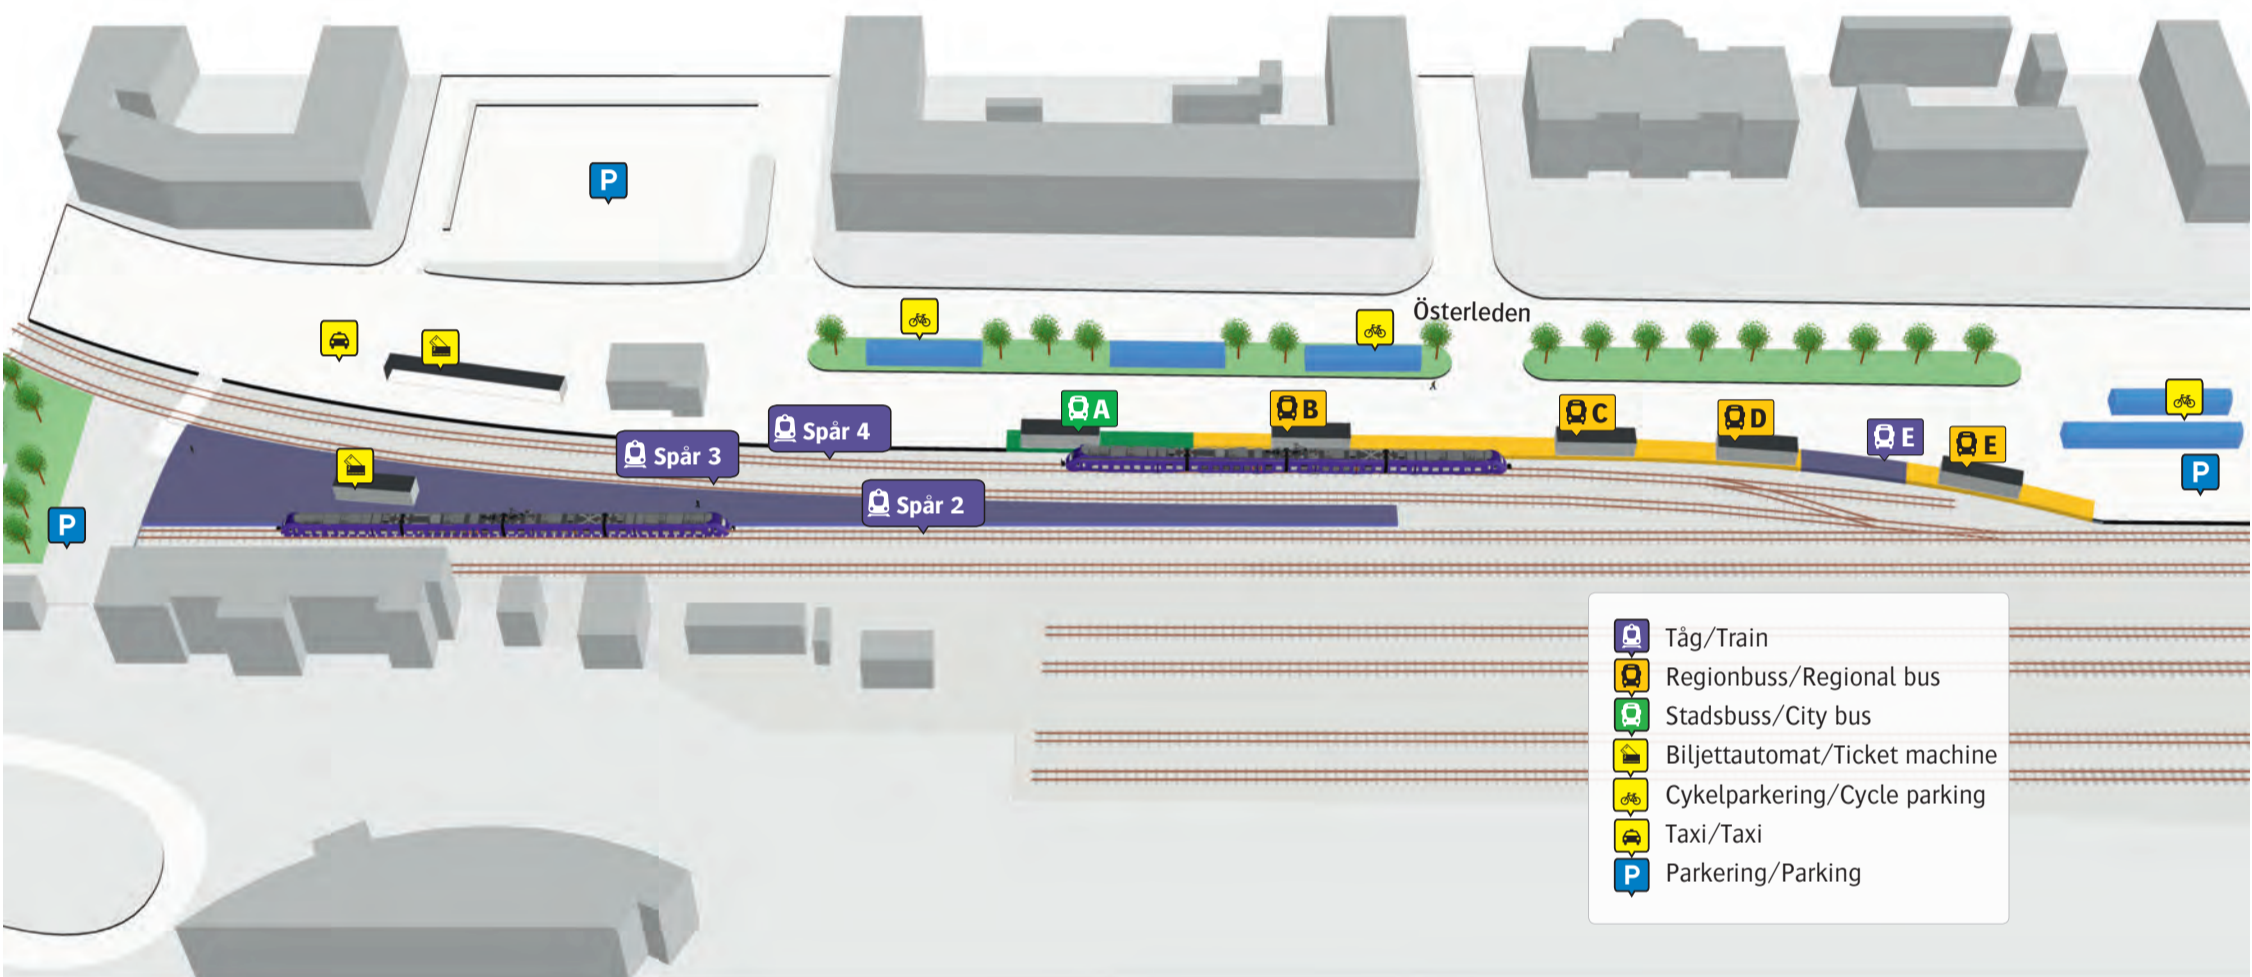 P
Österleden
A
B
C
D
E
E
Spår 4
Spår 3
Spår 2
P
P
Tåg/Train
Regionbuss/Regional bus
Stadsbuss/City bus
Biljettautomat/Ticket machine
Cykelparkering/Cycle parking
Taxi/Taxi
P Parkering/Parking